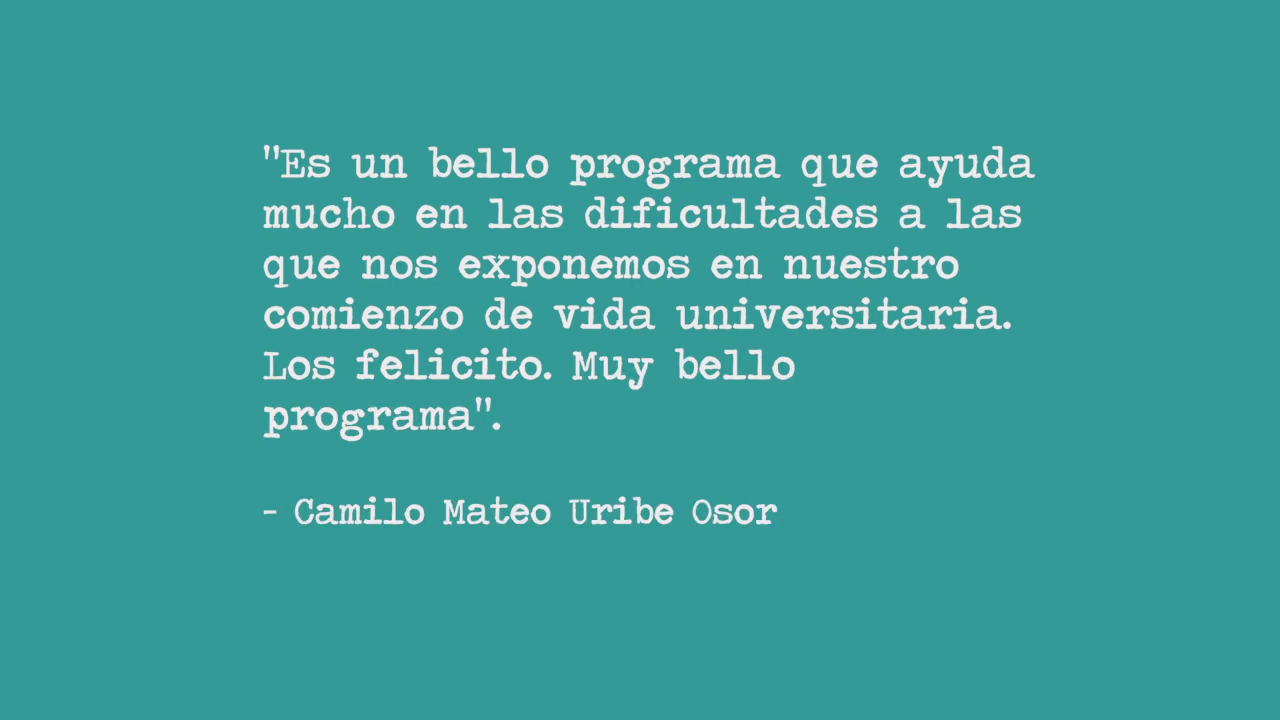 "Es un bello programa que ayuda
mucho en las dificultades a las
que nos exponemos en nuestro
comienzo de vida universitaria.
Los felicito. Muy bello
programa".
- Camilo Mateo Uribe Osor